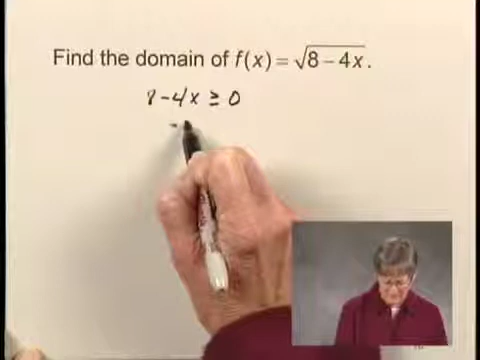 Find the domain of f(x) = √8 − 4x.
8 − 4x ≥ 0
-